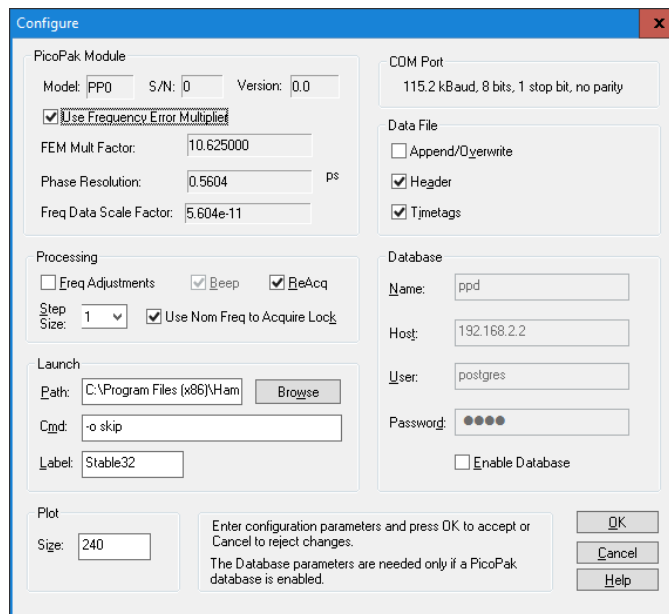 Configure
x
PicoPak Module
Model: PP0 S/N: 0 Version: 0.0
Use Frequency Error Multiplier
FEM Mult Factor: 10.625000
Phase Resolution: 0.5604 ps
Freq Data Scale Factor: 5.604e-11
COM Port
115.2 kBaud, 8 bits, 1 stop bit, no parity
Data File
Append/Overwrite
Header
Timetags
Processing
Freq Adjustments Beep ReAcq
Step
Size: 1 Use Nom Freq to Acquire Lock
Launch
Path: C:\Program Files (x86)\Ham Browse
Cmd: -o skip
Label: Stable32
Database
Name: ppd
Host: 192.168.2.2
User: postgres
Password: ●●●●
Enable Database
Plot
Size: 240
Enter configuration parameters and press OK to accept or
Cancel to reject changes.
The Database parameters are needed only if a PicoPak
database is enabled.
OK
Cancel
Help